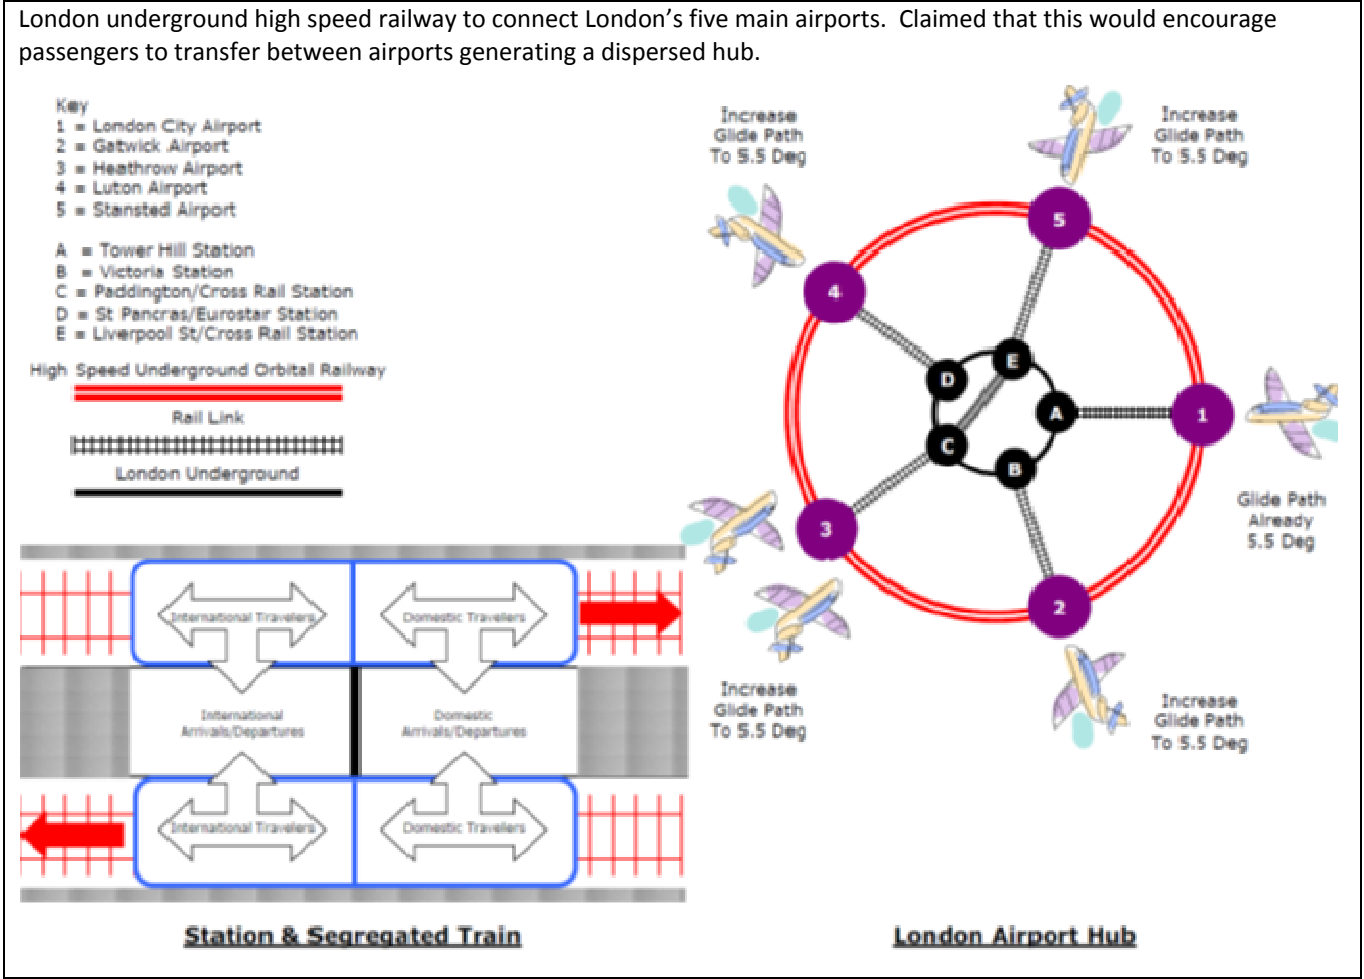 London underground high speed railway to connect London’s five main airports.  Claimed that this would encourage
passengers to transfer between airports generating a dispersed hub.
Key
1 = London City Airport
2 = Gatwick Airport
3 = Heathrow Airport
4 = Luton Airport
5 = Stansted Airport
A = Tower Hill Station
B = Victoria Station
C = Paddington/Cross Rail Station
D = St Pancras/Eurostar Station
E = Liverpool St/Cross Rail Station
High Speed Underground Orbital Railway
Rail Link
London Underground
International Travelers
Domestic Travelers
International
Arrivals/Departures
Domestic
Arrivals/Departures
International Travelers
Domestic Travelers
Station & Segregated Train
Increase
Glide Path
To 5.5 Deg
Increase
Glide Path
To 5.5 Deg
5
4
E
D
A
1
C
B
3
2
Glide Path
Already
5.5 Deg
Increase
Glide Path
To 5.5 Deg
Increase
Glide Path
To 5.5 Deg
London Airport Hub